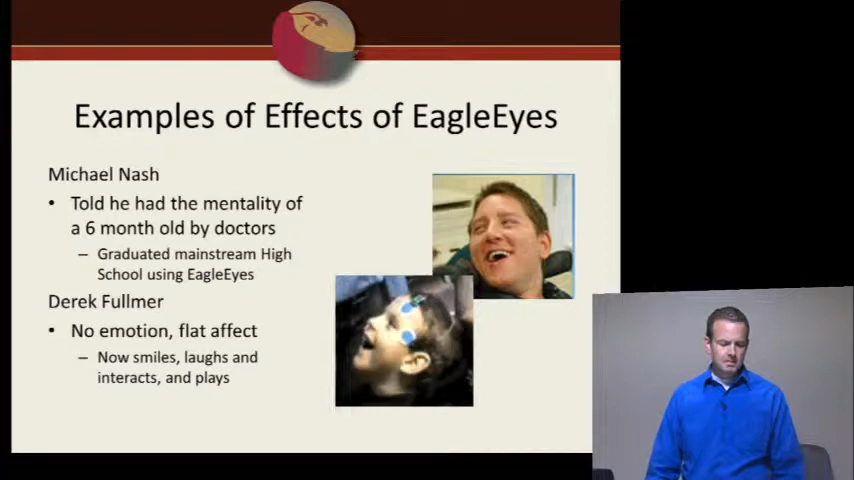 Examples of Effects of EagleEyes
Michael Nash
• Told he had the mentality of
a 6 month old by doctors
– Graduated mainstream High
School using EagleEyes
Derek Fullmer
• No emotion, flat affect
– Now smiles, laughs and
interacts, and plays